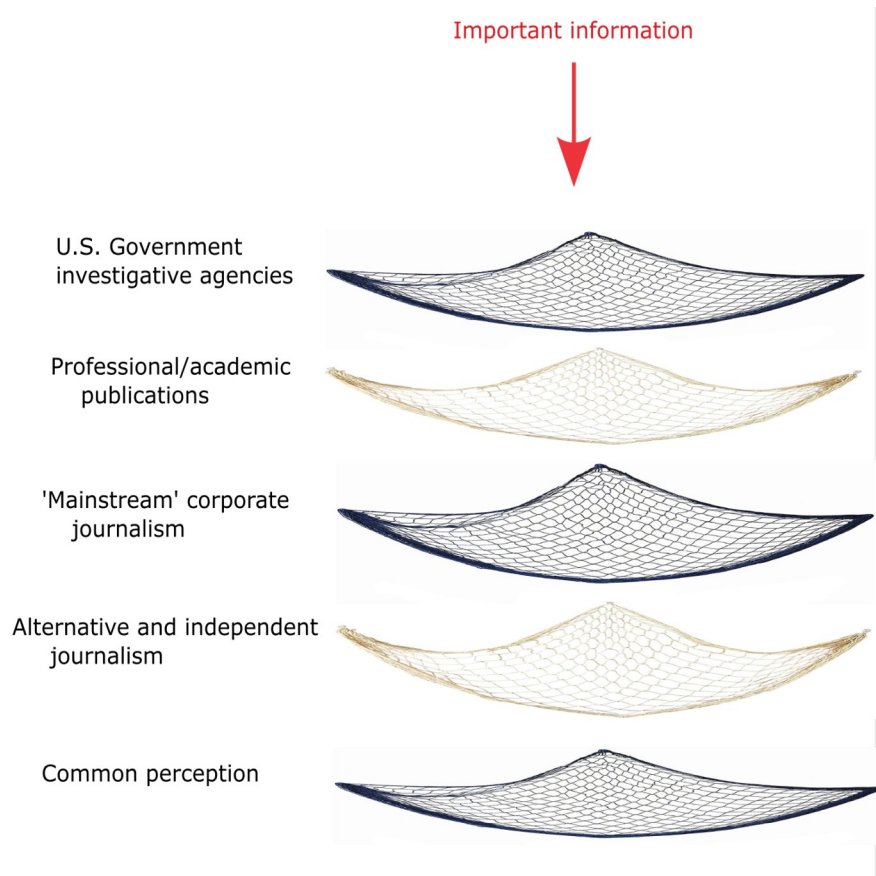 Important information
U.S. Government
investigative agencies
Professional/academic
publications
'Mainstream' corporate
journalism
Alternative and independent
journalism
Common perception